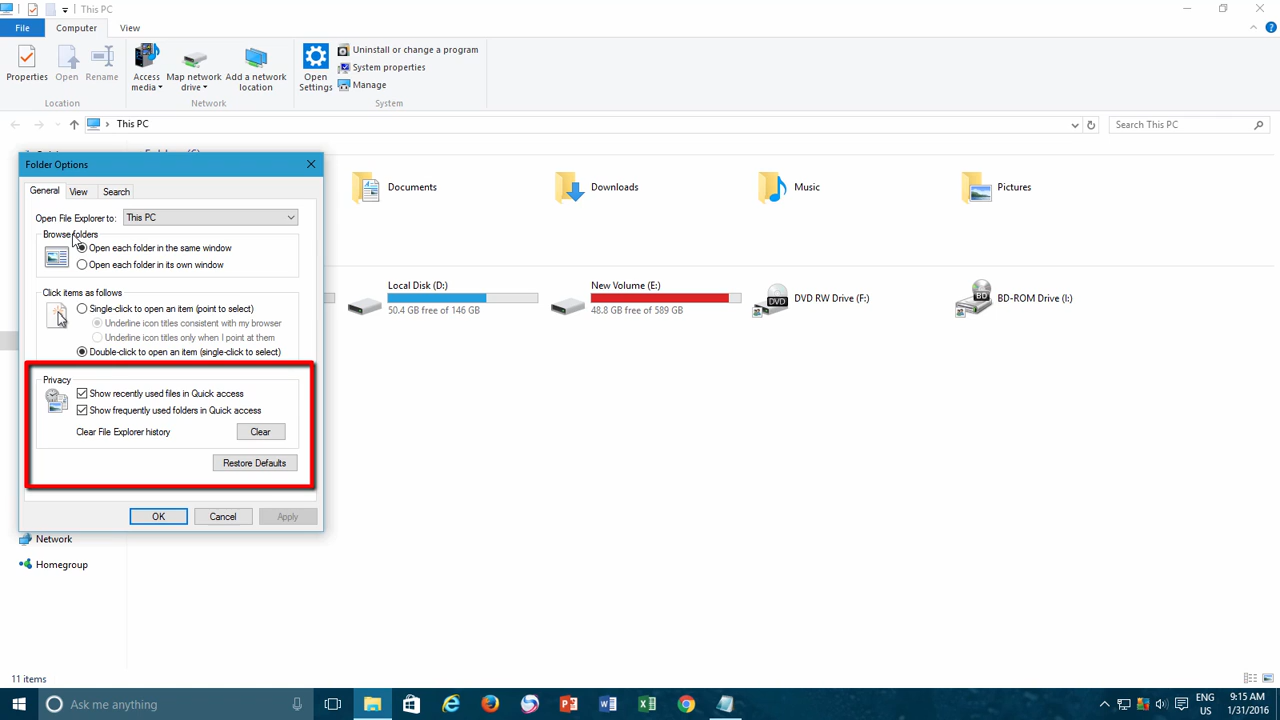 This PC
File Computer View
Properties Open Rename Access media Map network drive Add a network location Open Settings Uninstall or change a program
System properties
Manage
Location Network System
This PC
Search This PC
Folder Options
General View Search
Open File Explorer to: This PC
Browse folders
Open each folder in the same window
Open each folder in its own window
Click items as follows
Single-click to open an item (point to select)
Underline icon titles consistent with my browser
Underline icon titles only when I point at them
Double-click to open an item (single-click to select)
Privacy
Show recently used files in Quick access
Show frequently used folders in Quick access
Clear File Explorer history Clear
Restore Defaults
OK Cancel Apply
Documents Downloads Music Pictures
Local Disk (D:)
50.4 GB free of 146 GB
New Volume (E:)
48.8 GB free of 589 GB
DVD RW Drive (F:)
DVD
BD-ROM Drive (I:)
BD
Network
Homegroup
11 items
Ask me anything
ENG
US
9:15 AM
1/31/2016